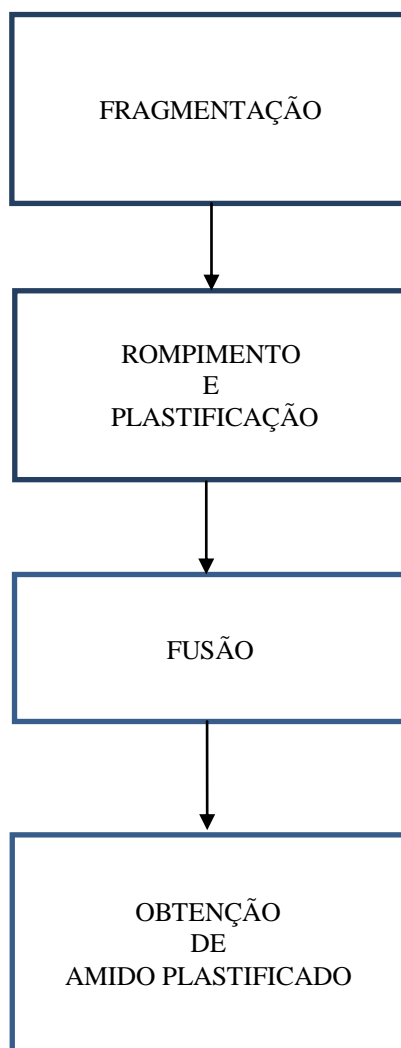 FRAGMENTAÇÃO
ROMPIMENTO
E
PLASTIFICAÇÃO
FUSÃO
OBTENÇÃO
DE
AMIDO PLASTIFICADO